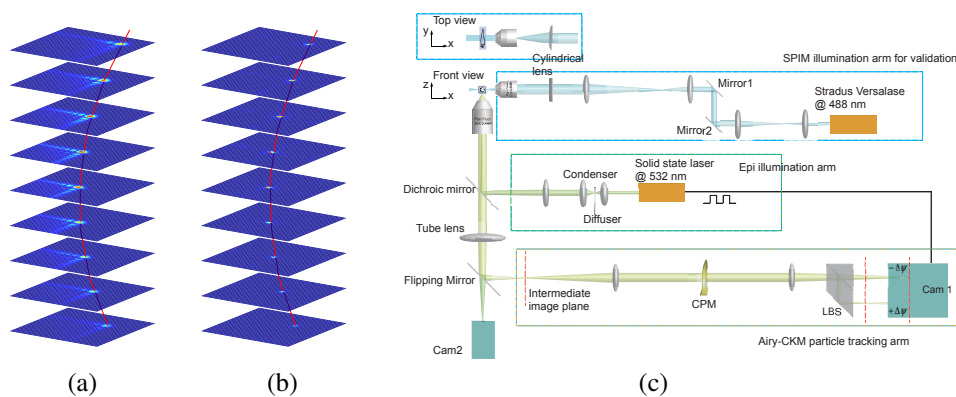 Top view
y
x
Cylindrical
lens
SPIM illumination arm for validation
Front view
z
x
Mirror1
Stradus Versalase
@ 488 nm
Mirror2
Solid state laser
@ 532 nm
Epi illumination arm
Condenser
Dichroic mirror
Diffuser
Tube lens
Flipping Mirror
Intermediate
image plane
CPM
LBS
−Δψ
Cam 1
+Δψ
Cam2
Airy-CKM particle tracking arm
(a)
(b)
(c)